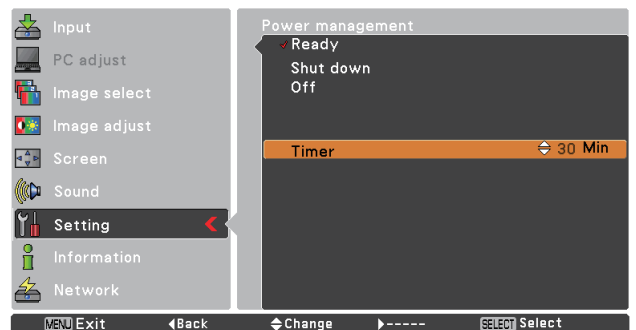 Input
PC adjust
Image select
Image adjust
Screen
Sound
Setting
Information
Network
Power management
✓Ready
Shut down
Off
Timer 30 Min
MENU Exit ◀Back Change ▶----- SELECT Select